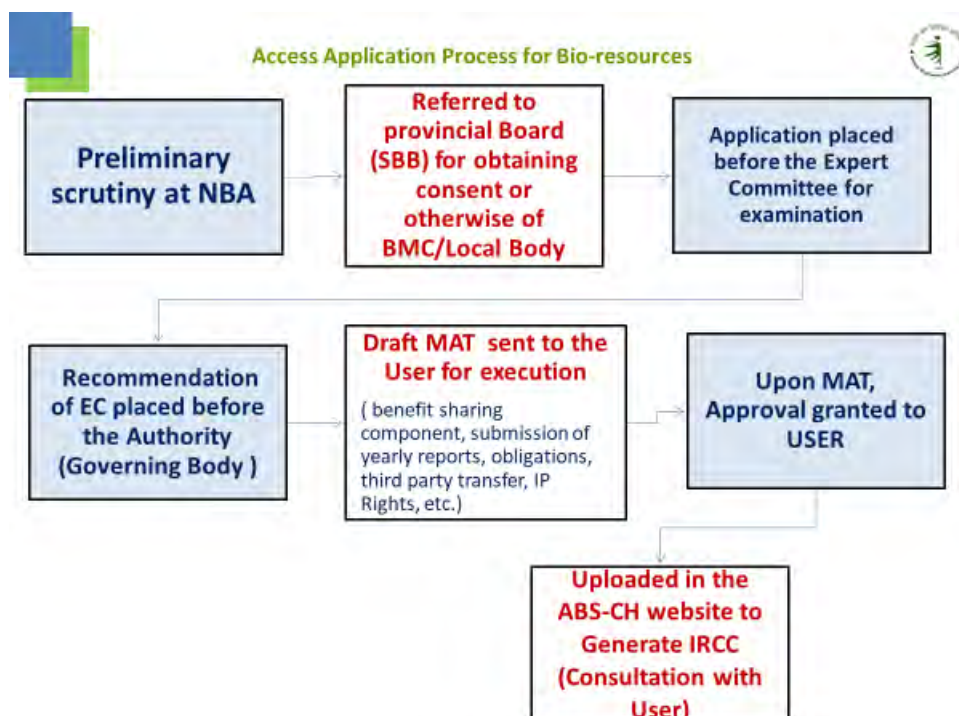 Access Application Process for Bio-resources
Preliminary
scrutiny at NBA
Referred to
provincial Board
(SBB) for obtaining
consent or
otherwise of
BMC/Local Body
Application placed
before the Expert
Committee for
examination
Recommendation
of EC placed before
the Authority
(Governing Body )
Draft MAT sent to the
User for execution
( benefit sharing
component, submission of
yearly reports, obligations,
third party transfer, IP
Rights, etc.)
Upon MAT,
Approval granted to
USER
Uploaded in the
ABS-CH website to
Generate IRCC
(Consultation with
User)